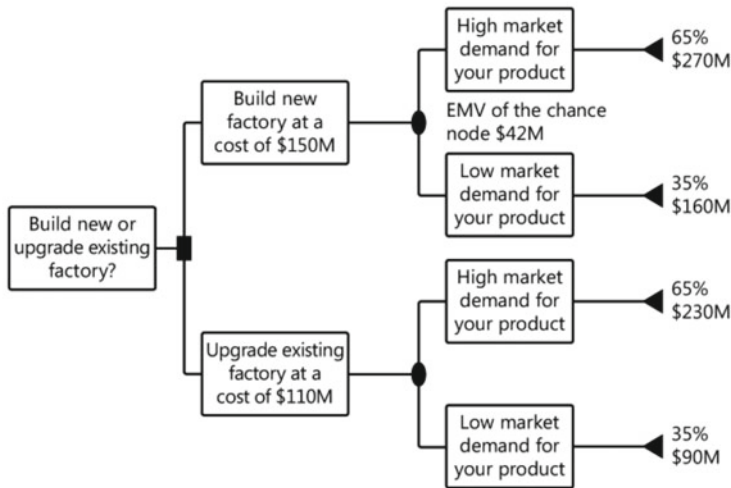 High market
demand for
your product
65%
$270M
Build new
factory at a
cost of $150M
EMV of the chance
node $42M
Low market
demand for
your product
35%
$160M
Build new or
upgrade existing
factory?
High market
demand for
your product
65%
$230M
Upgrade existing
factory at a
cost of $110M
Low market
demand for
your product
35%
$90M